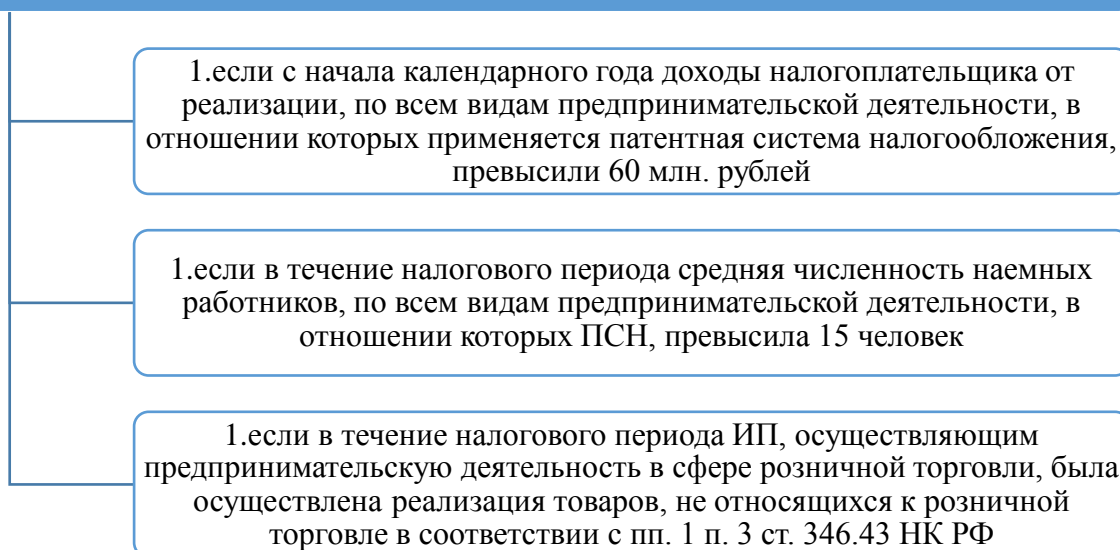 1.если с начала календарного года доходы налогоплательщика от
реализации, по всем видам предпринимательской деятельности, в
отношении которых применяется патентная система налогообложения,
превысили 60 млн. рублей
1.если в течение налогового периода средняя численность наемных
работников, по всем видам предпринимательской деятельности, в
отношении которых ПСН, превысила 15 человек
1.если в течение налогового периода ИП, осуществляющим
предпринимательскую деятельность в сфере розничной торговли, была
осуществлена реализация товаров, не относящихся к розничной
торговле в соответствии с пп. 1 п. 3 ст. 346.43 НК РФ